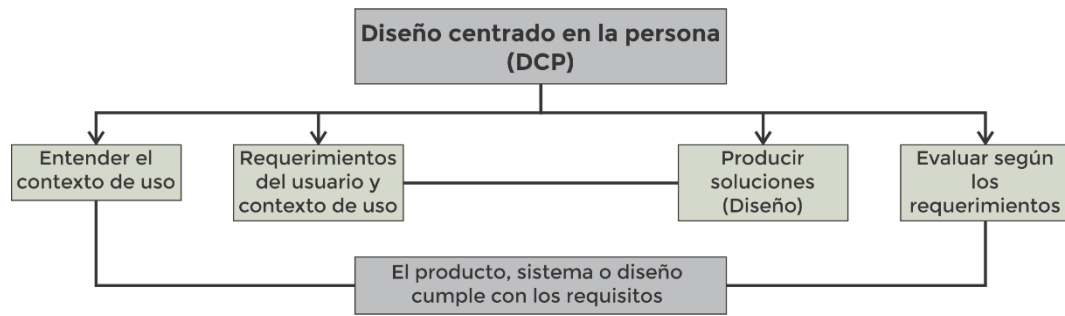 Diseño centrado en la persona
(DCP)
Entender el
contexto de uso
Requerimientos
del usuario y
contexto de uso
Producir
soluciones
(Diseño)
Evaluar según
los
requerimientos
El producto, sistema o diseño
cumple con los requisitos